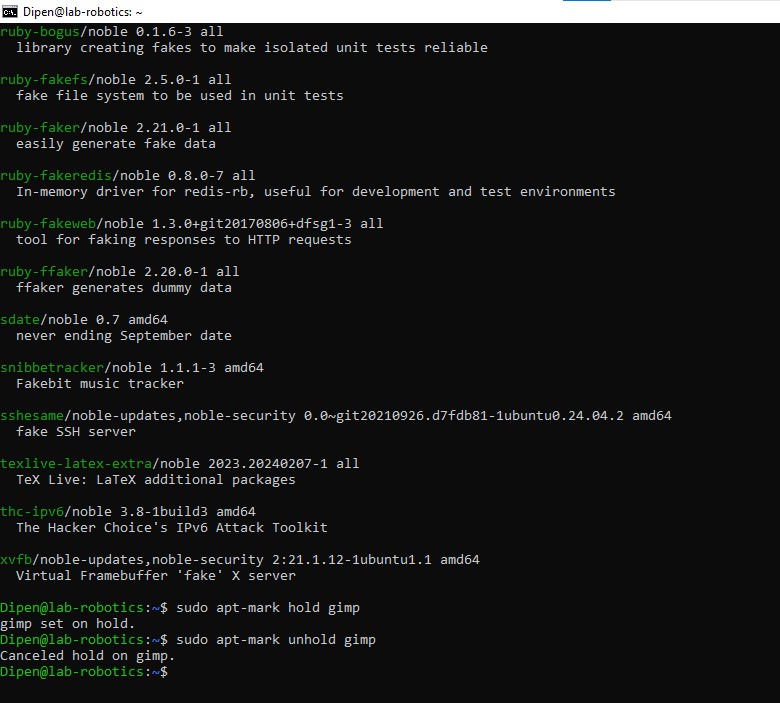 Dipen@lab-robotics: ~
ruby-bogus/noble 0.1.6-3 all
  library creating fakes to make isolated unit tests reliable
ruby-fakefs/noble 2.5.0-1 all
  fake file system to be used in unit tests
ruby-faker/noble 2.21.0-1 all
  easily generate fake data
ruby-fakeredis/noble 0.8.0-7 all
  In-memory driver for redis-rb, useful for development and test environments
ruby-fakeweb/noble 1.3.0+git20170806+dfsg1-3 all
  tool for faking responses to HTTP requests
ruby-ffaker/noble 2.20.0-1 all
  ffaker generates dummy data
sdate/noble 0.7 amd64
  never ending September date
snibbetracker/noble 1.1.1-3 amd64
  Fakebit music tracker
sshesame/noble-updates,noble-security 0.0~git20210926.d7fdb81-1ubuntu0.24.04.2 amd64
  fake SSH server
texlive-latex-extra/noble 2023.20240207-1 all
  TeX Live: LaTeX additional packages
thc-ipv6/noble 3.8-1build3 amd64
  The Hacker Choice's IPv6 Attack Toolkit
xvfb/noble-updates,noble-security 2:21.1.12-1ubuntu1.1 amd64
  Virtual Framebuffer 'fake' X server
Dipen@lab-robotics:~$ sudo apt-mark hold gimp
gimp set on hold.
Dipen@lab-robotics:~$ sudo apt-mark unhold gimp
Canceled hold on gimp.
Dipen@lab-robotics:~$